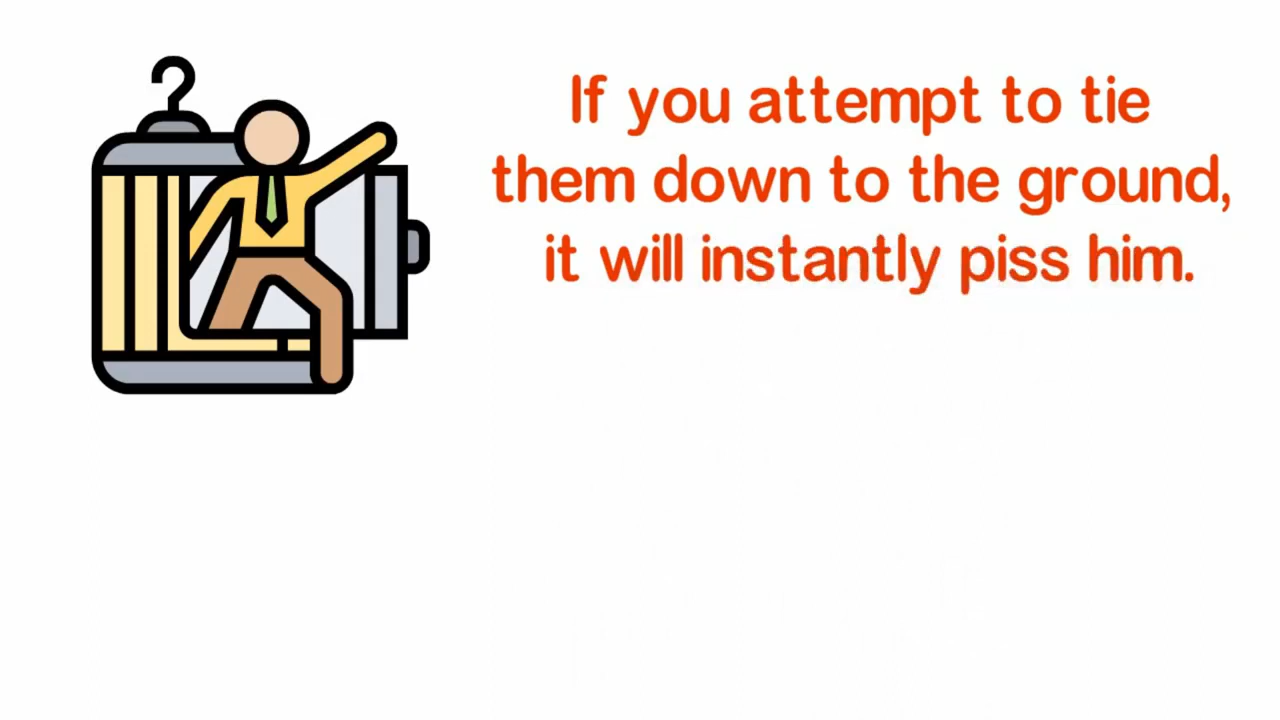 If you attempt to tie
them down to the ground,
it will instantly piss him.